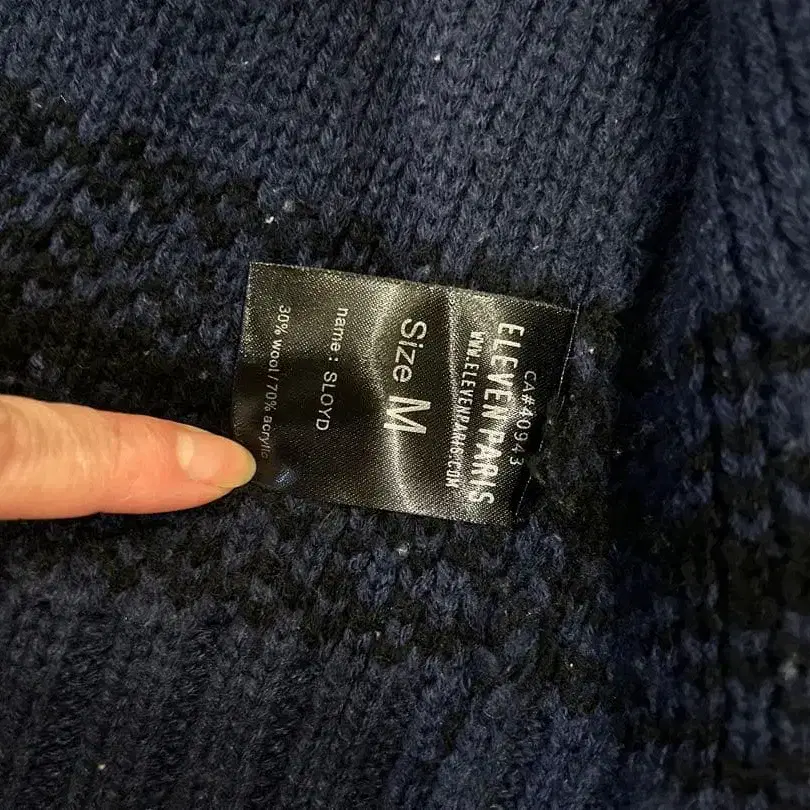 CA#40943
ELEVEN PARIS
WWW.ELEVENPARIS.COM
Size M
name: SLOYD
30% wool / 70% acrylic